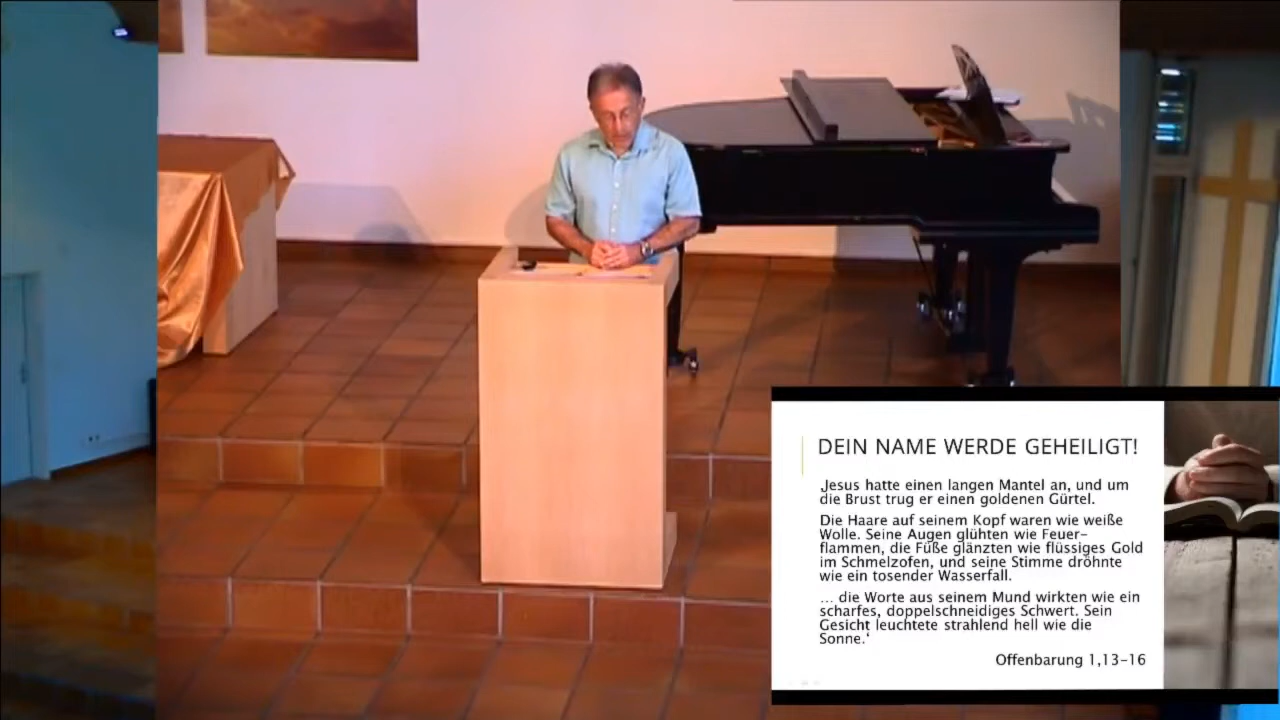 DEIN NAME WERDE GEHEILIGT!
Jesus hatte einen langen Mantel an, und um
die Brust trug er einen goldenen Gürtel.
Die Haare auf seinem Kopf waren wie weiße
Wolle. Seine Augen glühten wie Feuer-
flammen, die Füße glänzten wie flüssiges Gold
im Schmelzofen, und seine Stimme dröhnte
wie ein tosender Wasserfall.
... die Worte aus seinem Mund wirkten wie ein
scharfes, doppelschneidiges Schwert. Sein
Gesicht leuchtete strahlend hell wie die
Sonne.'
Offenbarung 1,13-16